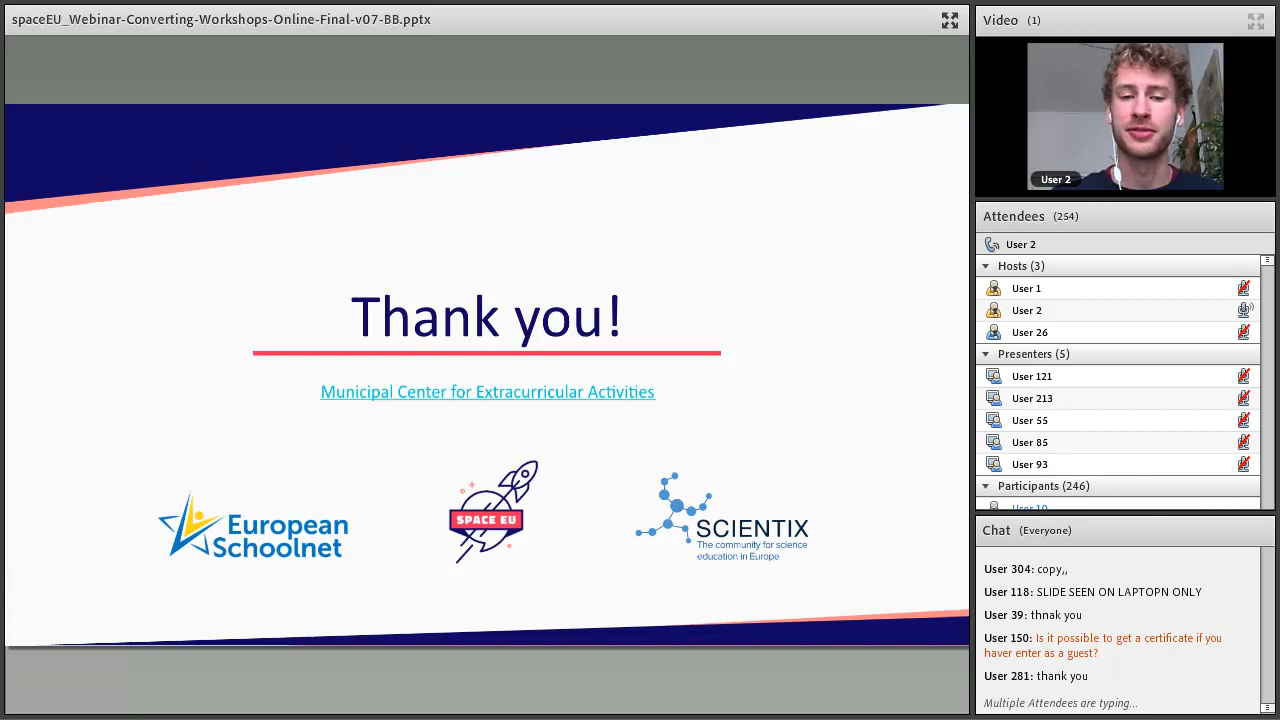 spaceEU_Webinar-Converting-Workshops-Online-Final-v07-BB.pptx
Thank you!
Municipal Center for Extracurricular Activities
European
Schoolnet
SPACE EU
SCIENTIX
The community for science
education in Europe
Video (1)
User 2
Attendees (254)
User 2
Hosts (3)
User 1
User 2
User 26
Presenters (5)
User 121
User 213
User 55
User 85
User 93
Participants (246)
User 10
Chat (Everyone)
User 304: copy,,
User 118: SLIDE SEEN ON LAPTOPN ONLY
User 39: thnak you
User 150: Is it possible to get a certificate if you
haver enter as a guest?
User 281: thank you
Multiple Attendees are typing...